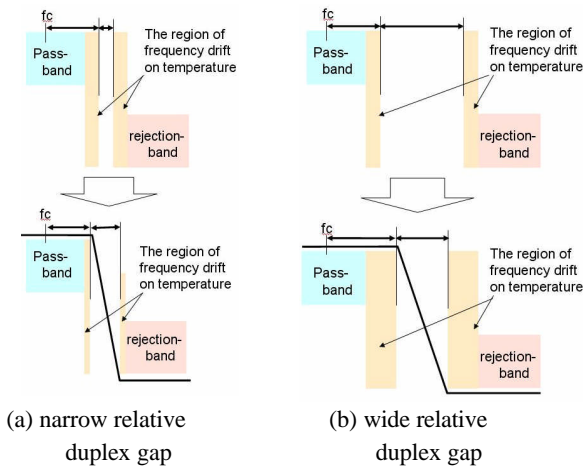 fc
Pass-
band
The region of
frequency drift
on temperature
rejection-
band
fc
Pass-
band
The region of
frequency drift
on temperature
rejection-
band
(a) narrow relative
duplex gap
fc
Pass-
band
The region of
frequency drift
on temperature
rejection-
band
fc
Pass-
band
The region of
frequency drift
on temperature
rejection-
band
(b) wide relative
duplex gap